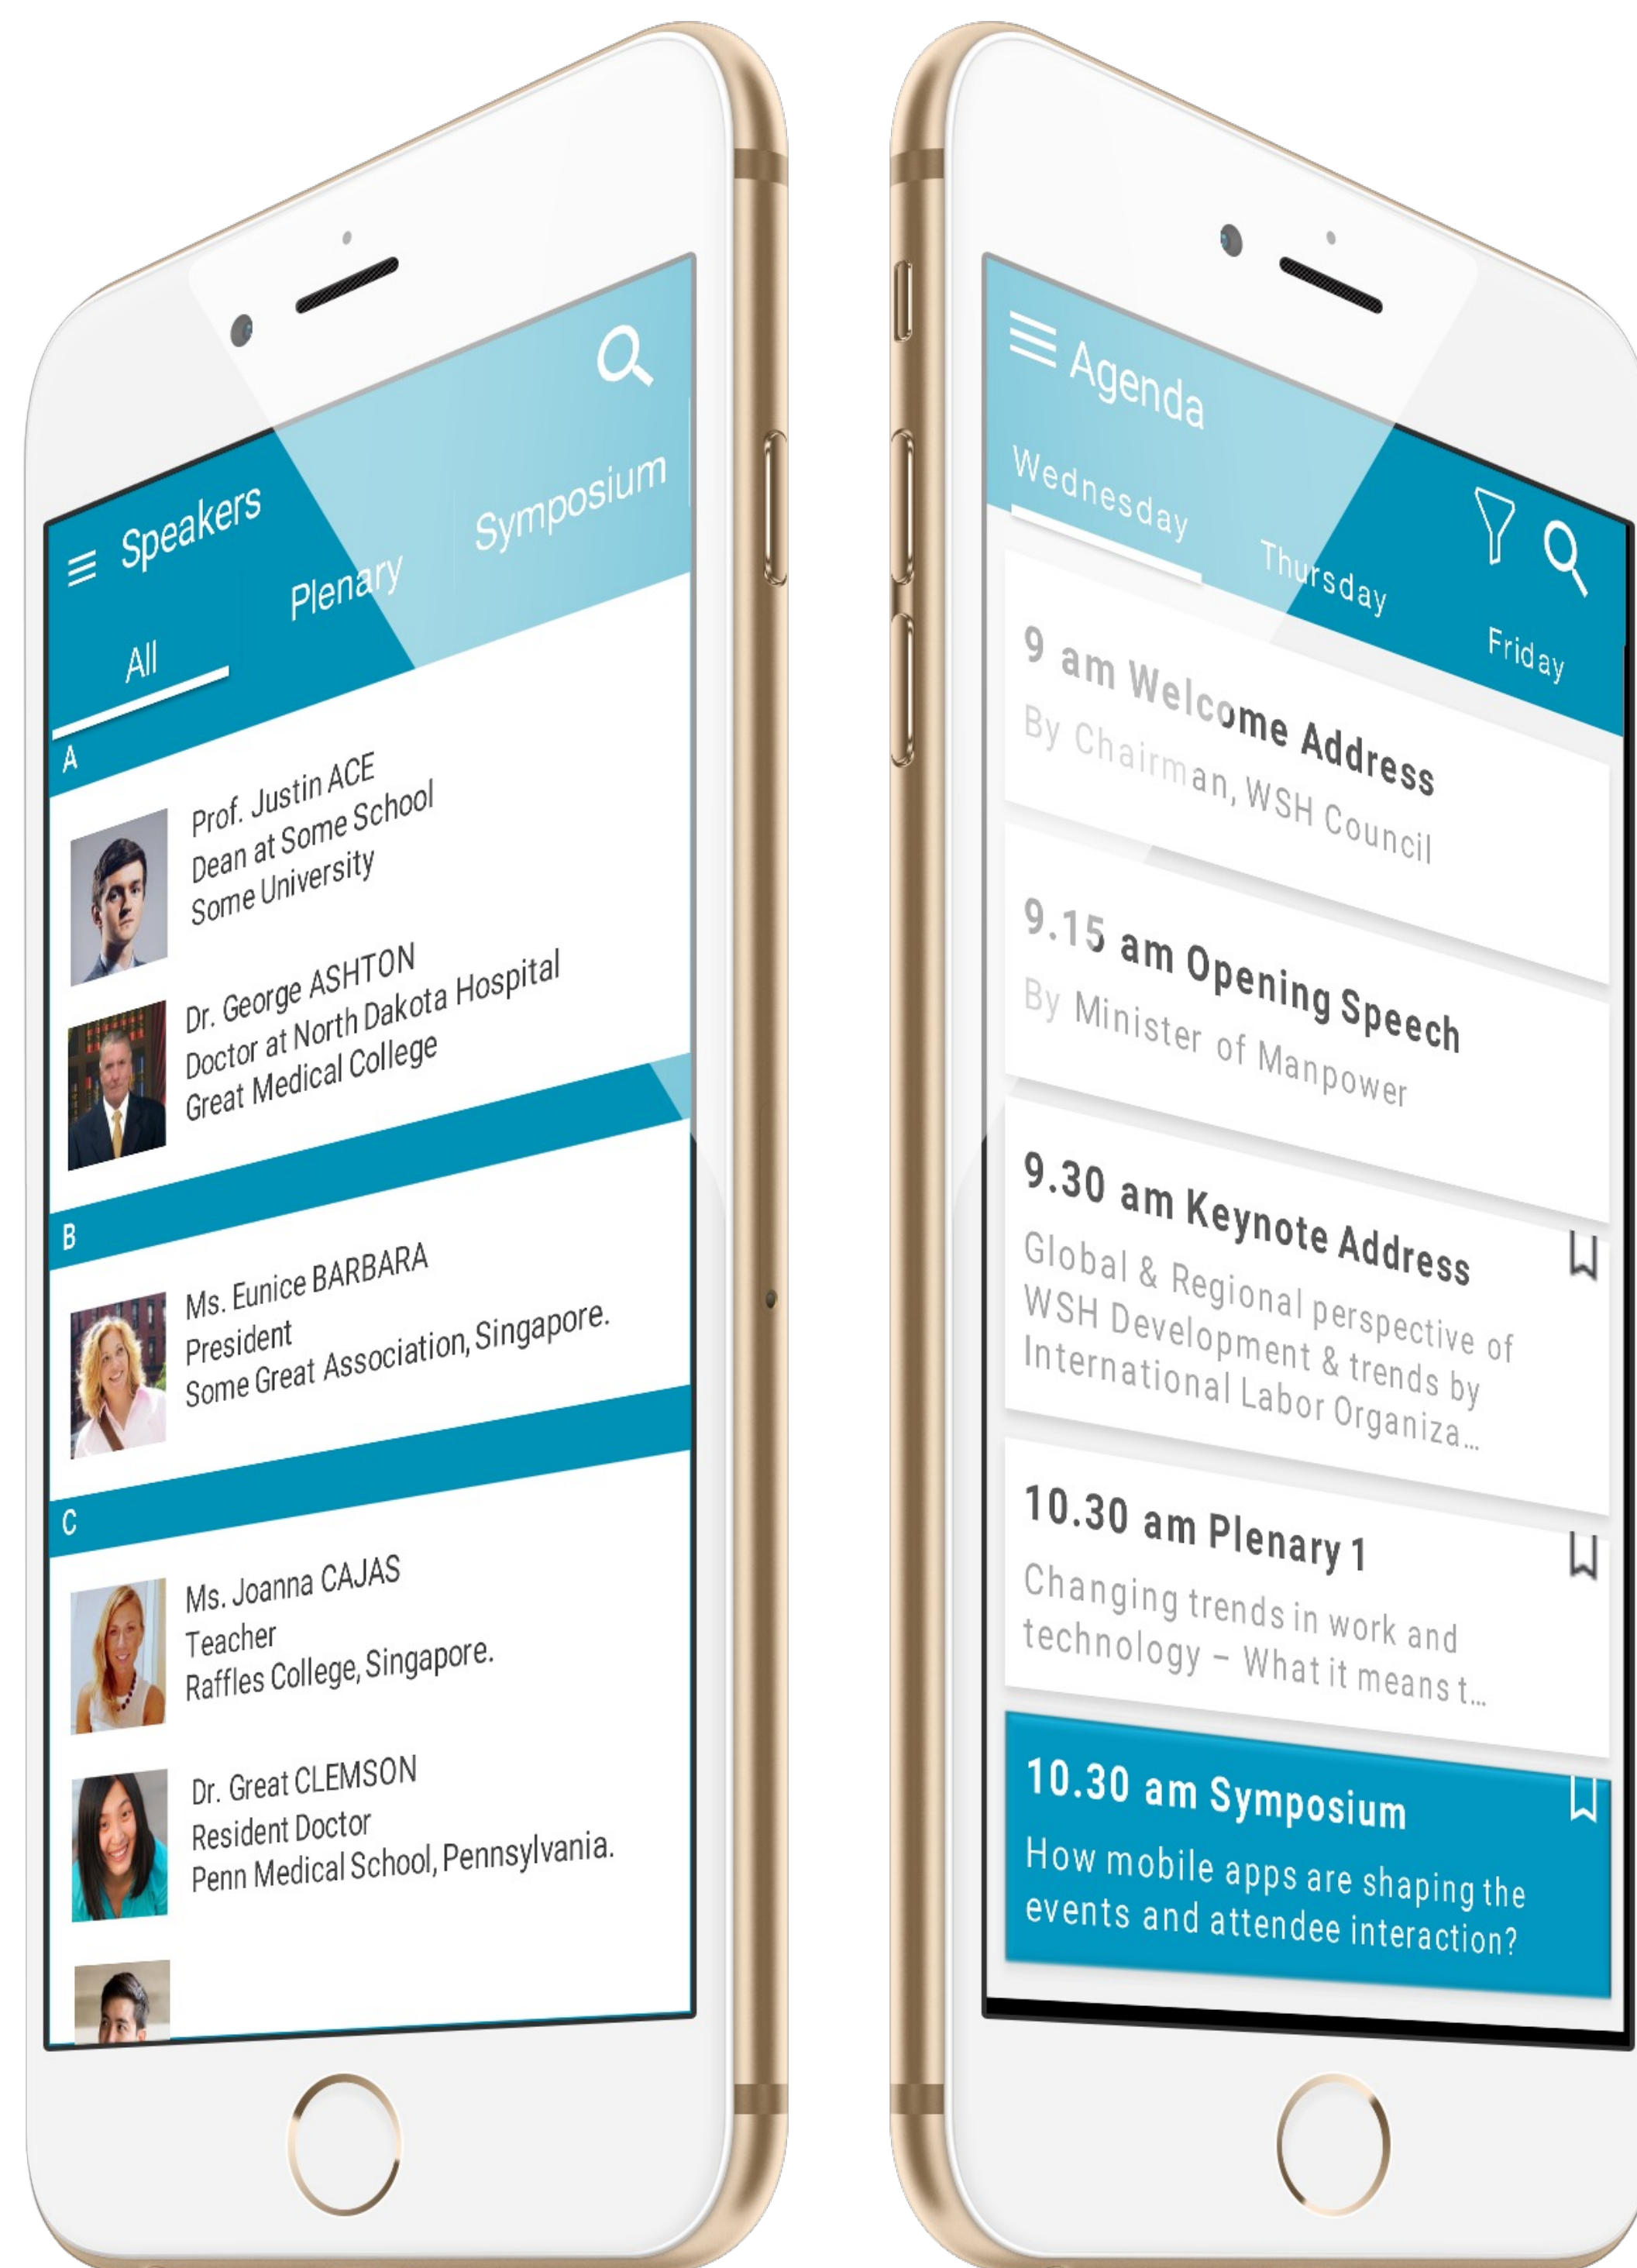 Speakers
All
Plenary
Symposium
A
Prof. Justin ACE
Dean at Some School
Some University
Dr. George ASHTON
Doctor at North Dakota Hospital
Great Medical College
B
Ms. Eunice BARBARA
President
Some Great Association, Singapore.
C
Ms. Joanna CAJAS
Teacher
Raffles College, Singapore.
Dr. Great CLEMSON
Resident Doctor
Penn Medical School, Pennsylvania.
Agenda
Wednesday
Thursday
Friday
9 am Welcome Address
By Chairman, WSH Council
9.15 am Opening Speech
By Minister of Manpower
9.30 am Keynote Address
Global & Regional perspective of
WSH Development & trends by
International Labor Organiza...
10.30 am Plenary 1
Changing trends in work and
technology – What it means t...
10.30 am Symposium
How mobile apps are shaping the
events and attendee interaction?